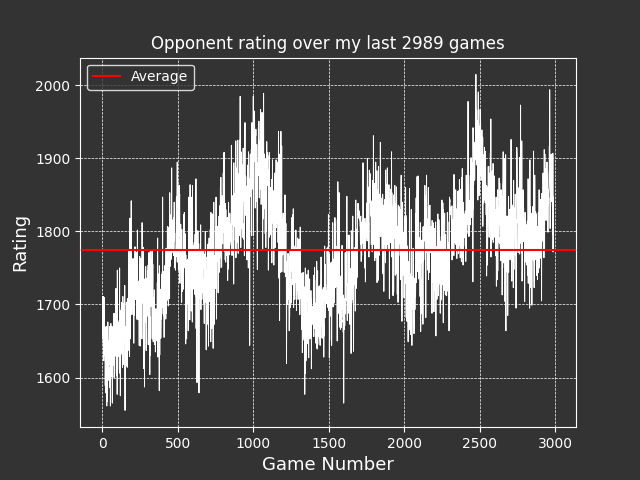 Opponent rating over my last 2989 games
Average
2000
1900
1800
1700
1600
Rating
0 500 1000 1500 2000 2500 3000
Game Number